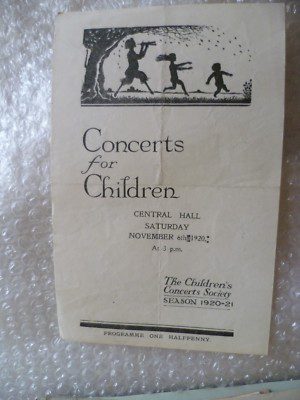 Concerts
for
Children
CENTRAL HALL
SATURDAY
NOVEMBER 6th 1920.
At 3 p.m.
The Children's
Concerts Society
SEASON 1920-21
PROGRAMME ONE HALFPENNY.